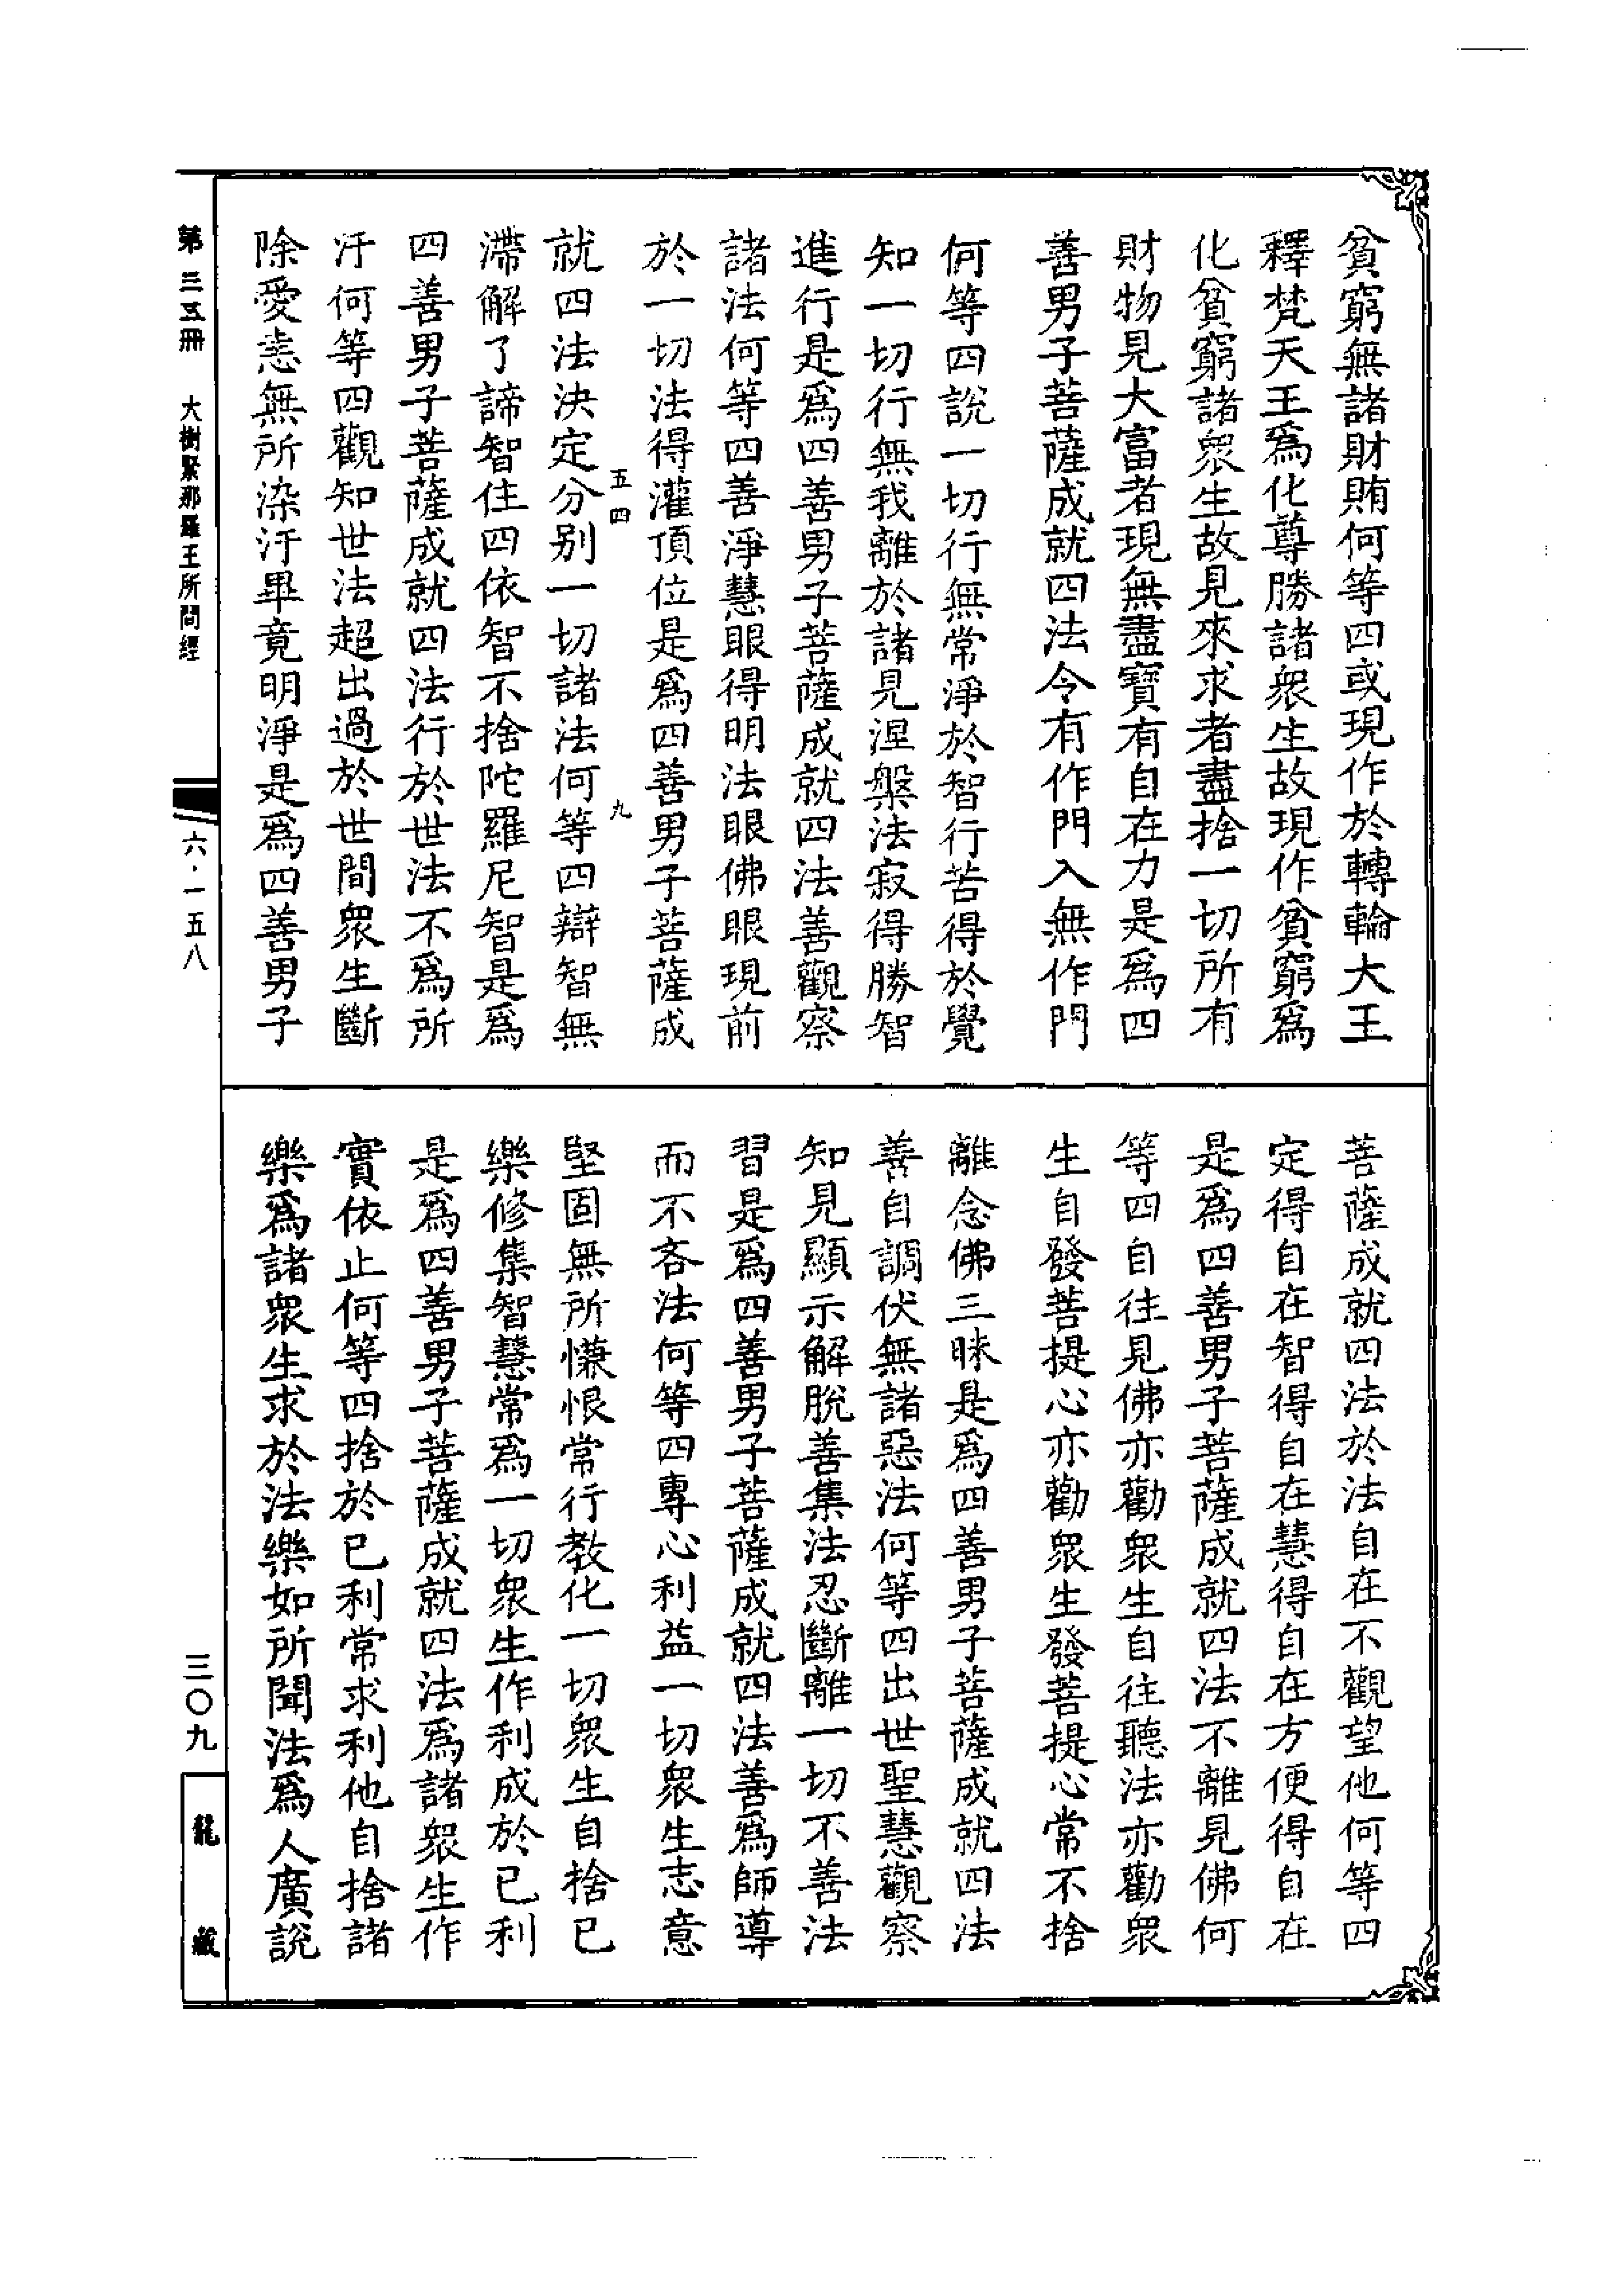 貧窮無諸財賄何等四或現作於轉輪大王
釋梵天王爲化尊勝諸衆生故現作貧窮爲
化貧窮諸衆生故見來求者盡捨一切所有
財物見大富者現無盡寶有自在力是爲四
善男子菩薩成就四法令有作門入無作門
何等四說一切行無常淨於智行苦得於覺
知一切行無我離於諸見涅槃法寂得勝智
進行是爲四善男子菩薩成就四法善觀察
諸法何等四善淨慧眼得明法眼佛眼現前
於一切法得灌頂位是爲四善男子菩薩成
五四 九
就四法決定分别一切諸法何等四辯智無
滯解了諦智住四依智不捨陀羅尼智是爲
四善男子菩薩成就四法行於世法不爲所
汙何等四觀知世法超出過於世間衆生斷
除愛恚無所染汙畢竟明淨是爲四善男子
菩薩成就四法於法自在不觀望他何等四
定得自在智得自在慧得自在方便得自在
是爲四善男子菩薩成就四法不離見佛何
等四自往見佛亦勸衆生自往聽法亦勸衆
生自發菩提心亦勸衆生發菩提心常不捨
離念佛三昧是爲四善男子菩薩成就四法
善自調伏無諸惡法何等四出世聖慧觀察
知見顯示解脫善集法忍斷離一切不善法
習是爲四善男子菩薩成就四法善爲師導
而不吝法何等四專心利益一切衆生志意
堅固無所慊恨常行教化一切衆生自捨已
樂修集智慧常爲一切衆生作利成於已利
是爲四善男子菩薩成就四法爲諸衆生作
實依止何等四捨於已利常求利他自捨諸
樂爲諸衆生求於法樂如所聞法爲人廣說
第三五冊 大樹緊那羅王所問經
六·一五八
三〇九
龍藏